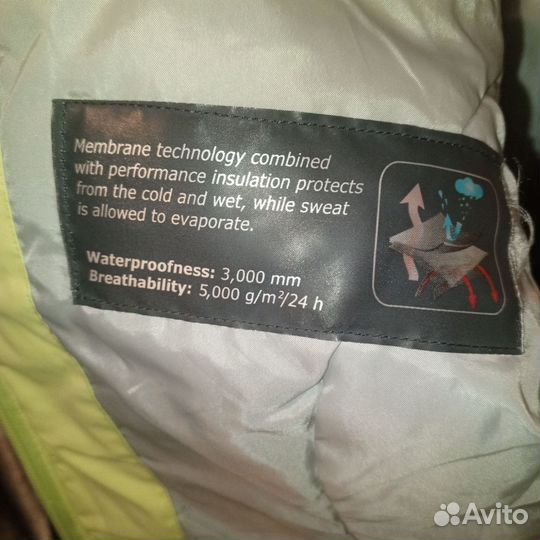 Membrane technology combined
with performance insulation protects
from the cold and wet, while sweat
is allowed to evaporate.
Waterproofness: 3,000 mm
Breathability: 5,000 g/m²/24 h
Avito